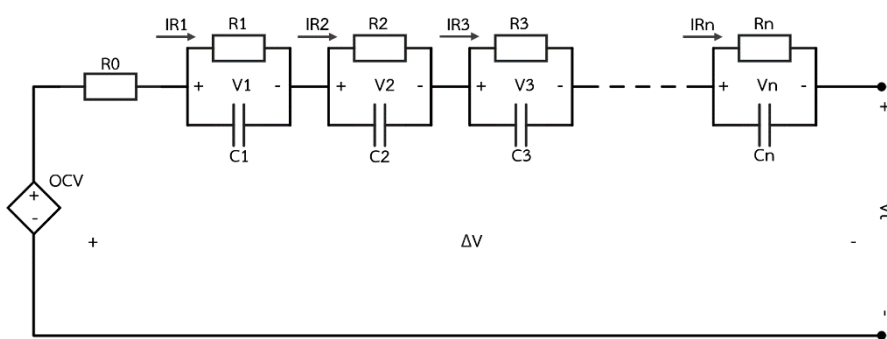 IR1 R1 IR2 R2 IR3 R3 IRn Rn
R0
+ V1 - + V2 - + V3 - + Vn -
+
C1 C2 C3 Cn
OCV
+
-
+ ΔV -
-